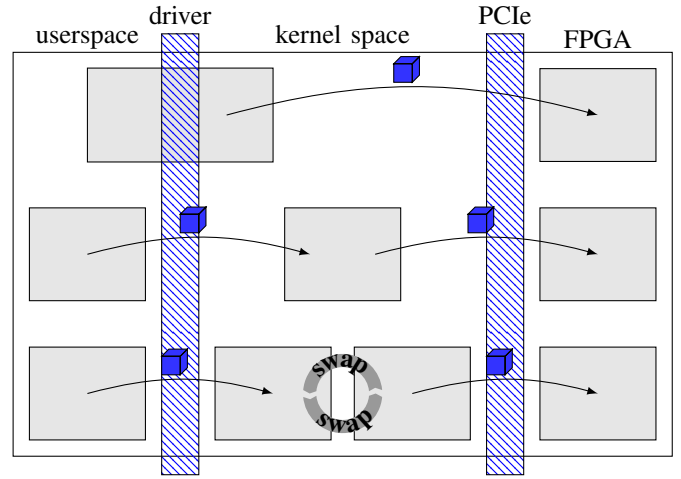 driver
PCIe
userspace
kernel space
FPGA
swap
swap